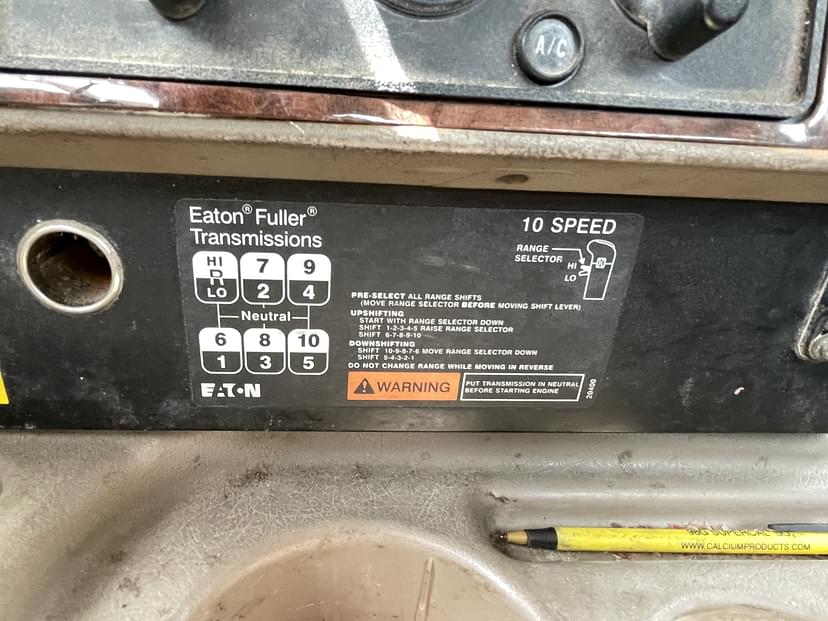 A/C
Eaton® Fuller®
Transmissions
10 SPEED
RANGE
SELECTOR
HI
LO
HI
R
LO
7
2
9
4
Neutral
6
1
8
3
10
5
EATON
PRE-SELECT ALL RANGE SHIFTS
(MOVE RANGE SELECTOR BEFORE MOVING SHIFT LEVER)
UPSHIFTING
START WITH RANGE SELECTOR DOWN
SHIFT 1-2-3-4-5 RAISE RANGE SELECTOR
SHIFT 6-7-8-9-10
DOWNSHIFTING
SHIFT 10-9-8-7-6 MOVE RANGE SELECTOR DOWN
SHIFT 5-4-3-2-1
DO NOT CHANGE RANGE WHILE MOVING IN REVERSE
WARNING
PUT TRANSMISSION IN NEUTRAL
BEFORE STARTING ENGINE
20490
WWW.CALCIUMPRODUCTS.COM